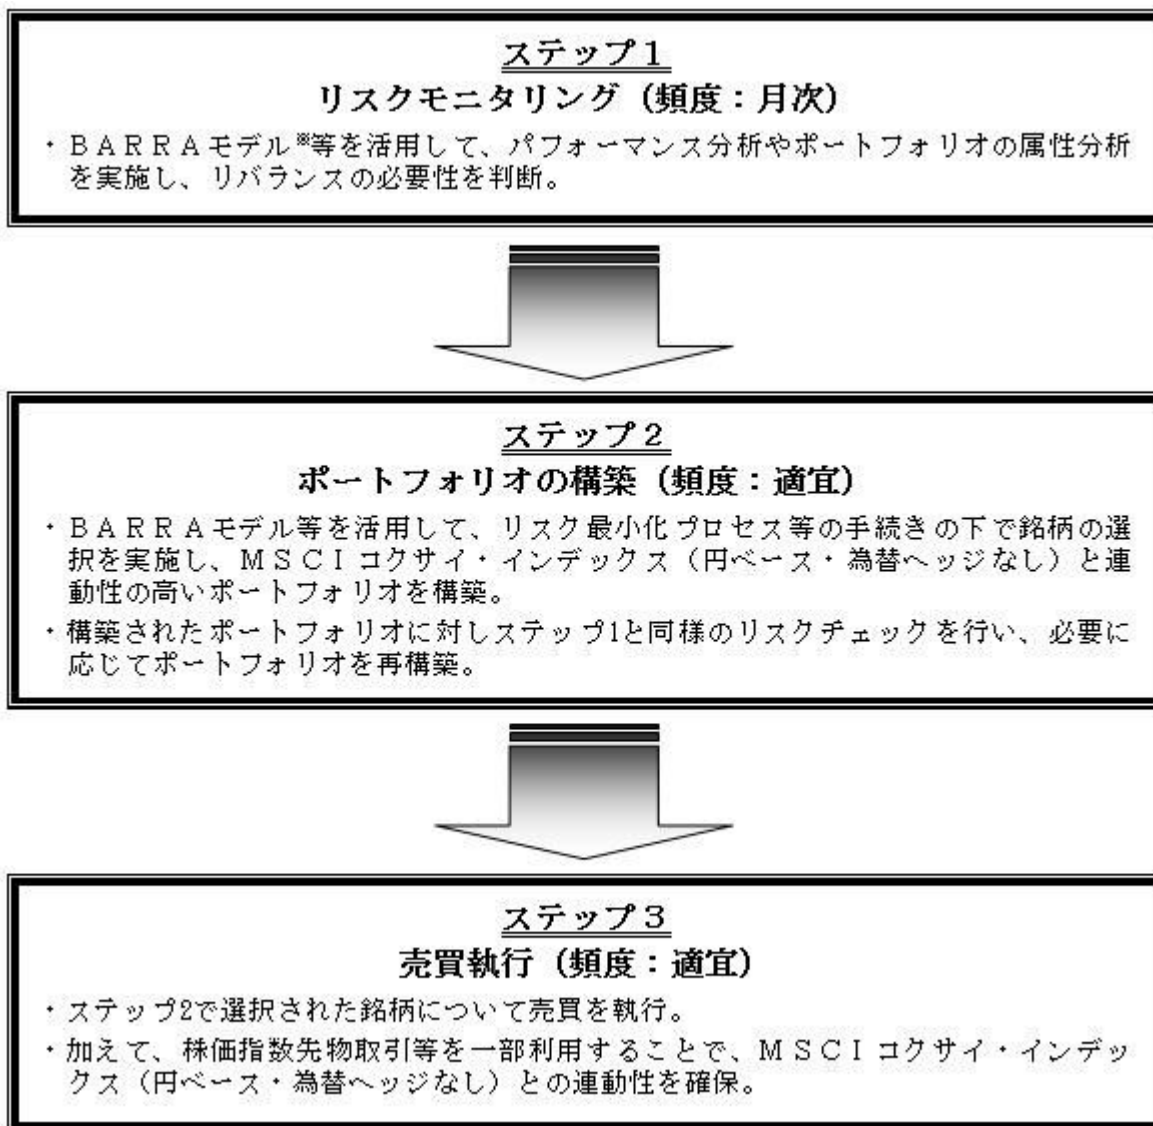 ステップ１
リスクモニタリング（頻度：月次）
・ＢＡＲＲＡモデル※等を活用して、パフォーマンス分析やポートフォリオの属性分析
を実施し、リバランスの必要性を判断。
ステップ２
ポートフォリオの構築（頻度：適宜）
・ＢＡＲＲＡモデル等を活用して、リスク最小化プロセス等の手続きの下で銘柄の選
択を実施し、ＭＳＣＩコクサイ・インデックス（円ベース・為替ヘッジなし）と連
動性の高いポートフォリオを構築。
・構築されたポートフォリオに対しステップ1と同様のリスクチェックを行い、必要に
応じてポートフォリオを再構築。
ステップ３
売買執行（頻度：適宜）
・ステップ2で選択された銘柄について売買を執行。
・加えて、株価指数先物取引等を一部利用することで、ＭＳＣＩコクサイ・インデッ
クス（円ベース・為替ヘッジなし）との連動性を確保。